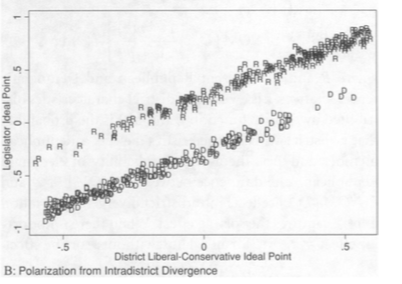 1
.5
0
-.5
-1
Legislator Ideal Point
-.5
0
.5
District Liberal-Conservative Ideal Point
B: Polarization from Intradistrict Divergence